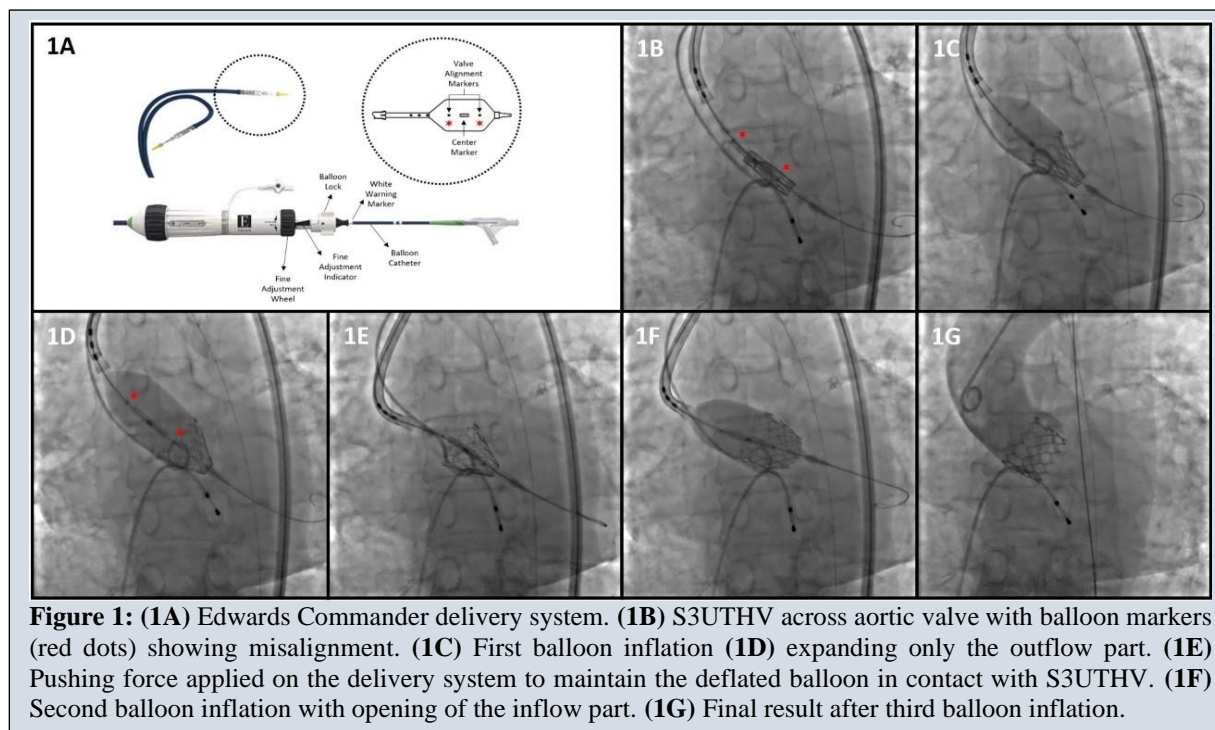 1A
Valve
Alignment
Markers
Center
Marker
Balloon
Lock
White
Warning
Marker
E
Fine
Adjustment
Wheel
Fine
Adjustment
Indicator
Balloon
Catheter
1B
1C
1D
1E
1F
1G
Figure 1: (1A) Edwards Commander delivery system. (1B) S3UTHV across aortic valve with balloon markers
(red dots) showing misalignment. (1C) First balloon inflation (1D) expanding only the outflow part. (1E)
Pushing force applied on the delivery system to maintain the deflated balloon in contact with S3UTHV. (1F)
Second balloon inflation with opening of the inflow part. (1G) Final result after third balloon inflation.